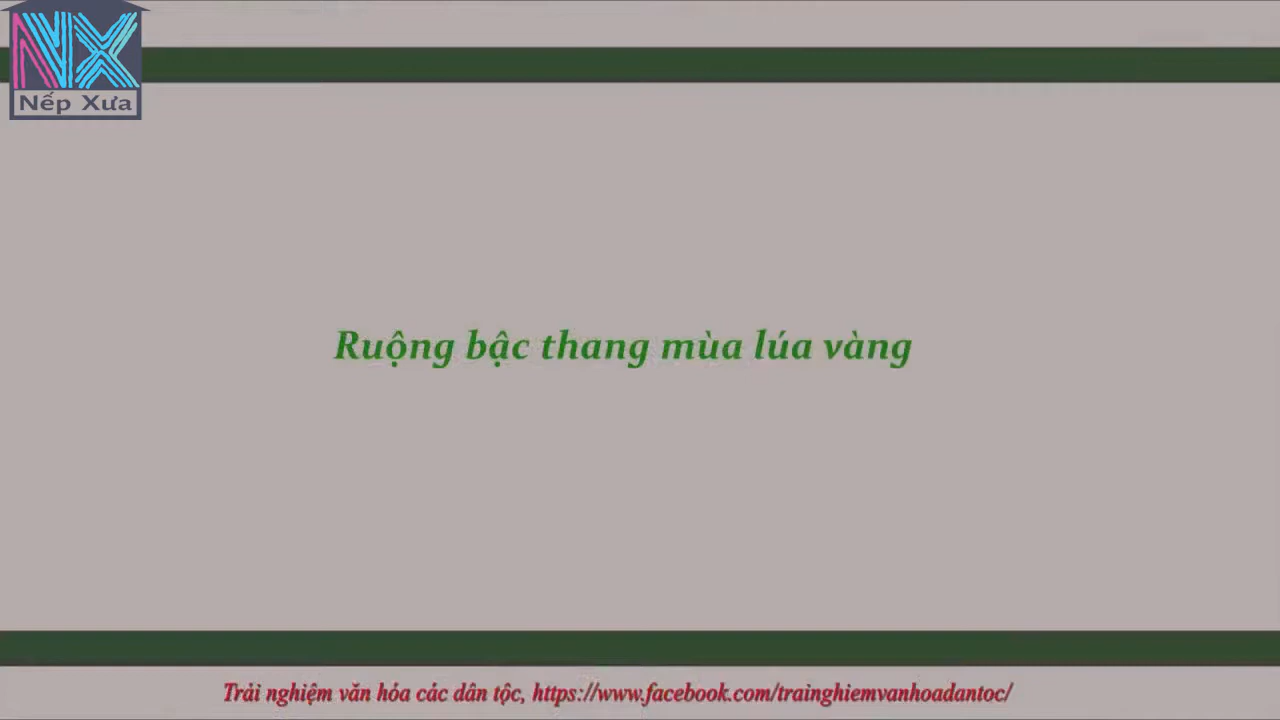 NX
Nếp Xưa
Ruộng bậc thang mùa lúa vàng
Trải nghiệm văn hóa các dân tộc, https://www.facebook.com/trainghiemvanhoadantoc/